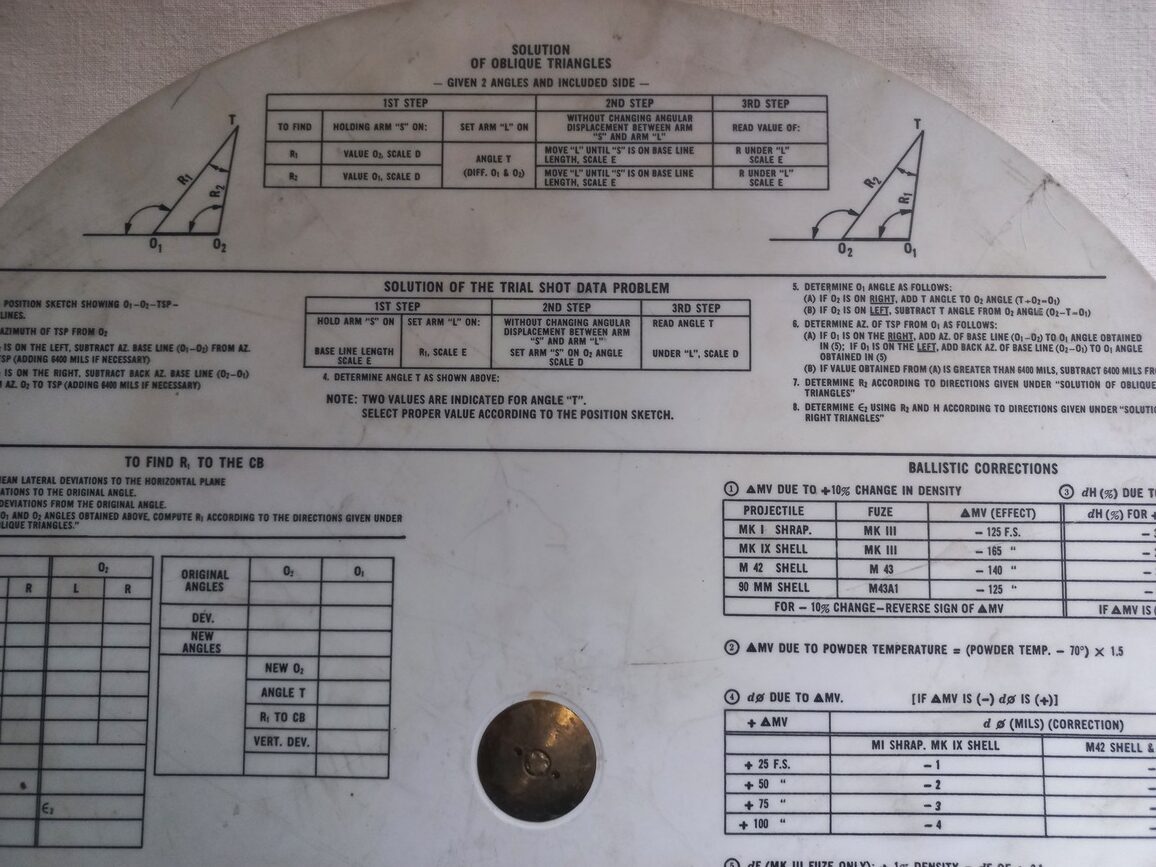 SOLUTION
OF OBLIQUE TRIANGLES
— GIVEN 2 ANGLES AND INCLUDED SIDE —
1ST STEP 2ND STEP 3RD STEP
TO FIND HOLDING ARM "S" ON: SET ARM "L" ON WITHOUT CHANGING ANGULAR DISPLACEMENT BETWEEN ARM "S" AND ARM "L" READ VALUE OF:
R₁ VALUE O₂, SCALE D ANGLE T (DIFF. O₁ & O₂) MOVE "L" UNTIL "S" IS ON BASE LINE LENGTH, SCALE E R UNDER "L" SCALE E
R₂ VALUE O₁, SCALE D MOVE "L" UNTIL "S" IS ON BASE LINE LENGTH, SCALE E R UNDER "L" SCALE E
T
R₁ R₂
O₁ O₂
T
R₂ R₁
O₂ O₁
POSITION SKETCH SHOWING O₁-O₂-TSP-
LINES.
AZIMUTH OF TSP FROM O₂
IS ON THE LEFT, SUBTRACT AZ. BASE LINE (O₁-O₂) FROM AZ.
TSP (ADDING 6400 MILS IF NECESSARY)
IS ON THE RIGHT, SUBTRACT BACK AZ. BASE LINE (O₂-O₁)
AZ. O₂ TO TSP (ADDING 6400 MILS IF NECESSARY)
SOLUTION OF THE TRIAL SHOT DATA PROBLEM
1ST STEP 2ND STEP 3RD STEP
HOLD ARM "S" ON SET ARM "L" ON: WITHOUT CHANGING ANGULAR READ ANGLE T
DISPLACEMENT BETWEEN ARM
"S" AND ARM "L"
BASE LINE LENGTH R₁, SCALE E SET ARM "S" ON O₂ ANGLE UNDER "L", SCALE D
SCALE E SCALE D
4. DETERMINE ANGLE T AS SHOWN ABOVE:
NOTE: TWO VALUES ARE INDICATED FOR ANGLE "T".
SELECT PROPER VALUE ACCORDING TO THE POSITION SKETCH.
5. DETERMINE O₁ ANGLE AS FOLLOWS:
(A) IF O₂ IS ON RIGHT, ADD T ANGLE TO O₂ ANGLE (T+O₂=O₁)
(B) IF O₂ IS ON LEFT, SUBTRACT T ANGLE FROM O₂ ANGLE (O₂-T=O₁)
6. DETERMINE AZ. OF TSP FROM O₁ AS FOLLOWS:
(A) IF O₁ IS ON THE RIGHT, ADD AZ. OF BASE LINE (O₁-O₂) TO O₁ ANGLE OBTAINED
IN (5); IF O₁ IS ON THE LEFT, ADD BACK AZ. OF BASE LINE (O₂-O₁) TO O₁ ANGLE
OBTAINED IN (5)
(B) IF VALUE OBTAINED FROM (A) IS GREATER THAN 6400 MILS, SUBTRACT 6400 MILS
7. DETERMINE R₂ ACCORDING TO DIRECTIONS GIVEN UNDER "SOLUTION OF OBLIQUE
TRIANGLES"
8. DETERMINE ϵ₂ USING R₂ AND H ACCORDING TO DIRECTIONS GIVEN UNDER
RIGHT TRIANGLES"
TO FIND R₁ TO THE CB
MEAN LATERAL DEVIATIONS TO THE HORIZONTAL PLANE
TO THE ORIGINAL ANGLE.
DEVIATIONS FROM THE ORIGINAL ANGLE.
O₁ AND O₂ ANGLES OBTAINED ABOVE, COMPUTE R₁ ACCORDING TO THE DIRECTIONS GIVEN UNDER
O₂
R L R
ϵ₂
ORIGINAL ANGLES O₂ O₁
DEV.
NEW ANGLES
NEW O₂
ANGLE T
R₁ TO CB
VERT. DEV.
BALLISTIC CORRECTIONS
① ▲MV DUE TO +10% CHANGE IN DENSITY
PROJECTILE FUZE ▲MV (EFFECT)
MK I SHRAP. MK III – 125 F.S.
MK IX SHELL MK III – 165 "
M 42 SHELL M 43 – 140 "
90 MM SHELL M43A1 – 125 "
FOR – 10% CHANGE–REVERSE SIGN OF ▲MV
③ dH (%) DUE
dH (%) FOR
IF ▲MV IS
② ▲MV DUE TO POWDER TEMPERATURE = (POWDER TEMP. – 70°) × 1.5
④ dø DUE TO ▲MV. [IF ▲MV IS (–) dø IS (+)]
+ ▲MV d ø (MILS) (CORRECTION)
MI SHRAP. MK IX SHELL M42 SHELL &
+ 25 F.S. – 1
+ 50 " – 2
+ 75 " – 3
+ 100 " – 4